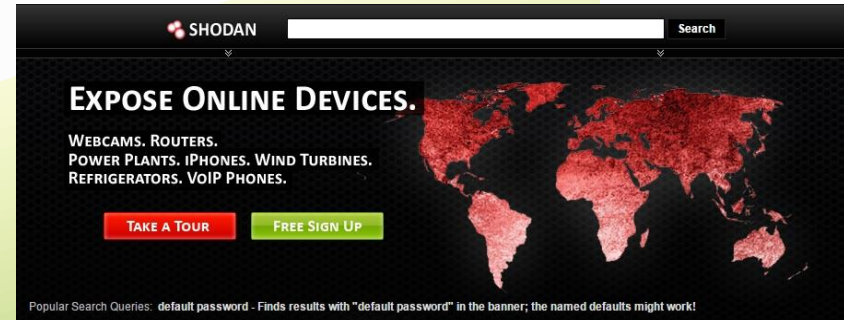 SHODAN
Search
EXPOSE ONLINE DEVICES.
WEBCAMS. ROUTERS.
POWER PLANTS. IPHONES. WIND TURBINES.
REFRIGERATORS. VOIP PHONES.
TAKE A TOUR
FREE SIGN UP
Popular Search Queries: default password - Finds results with "default password" in the banner; the named defaults might work!